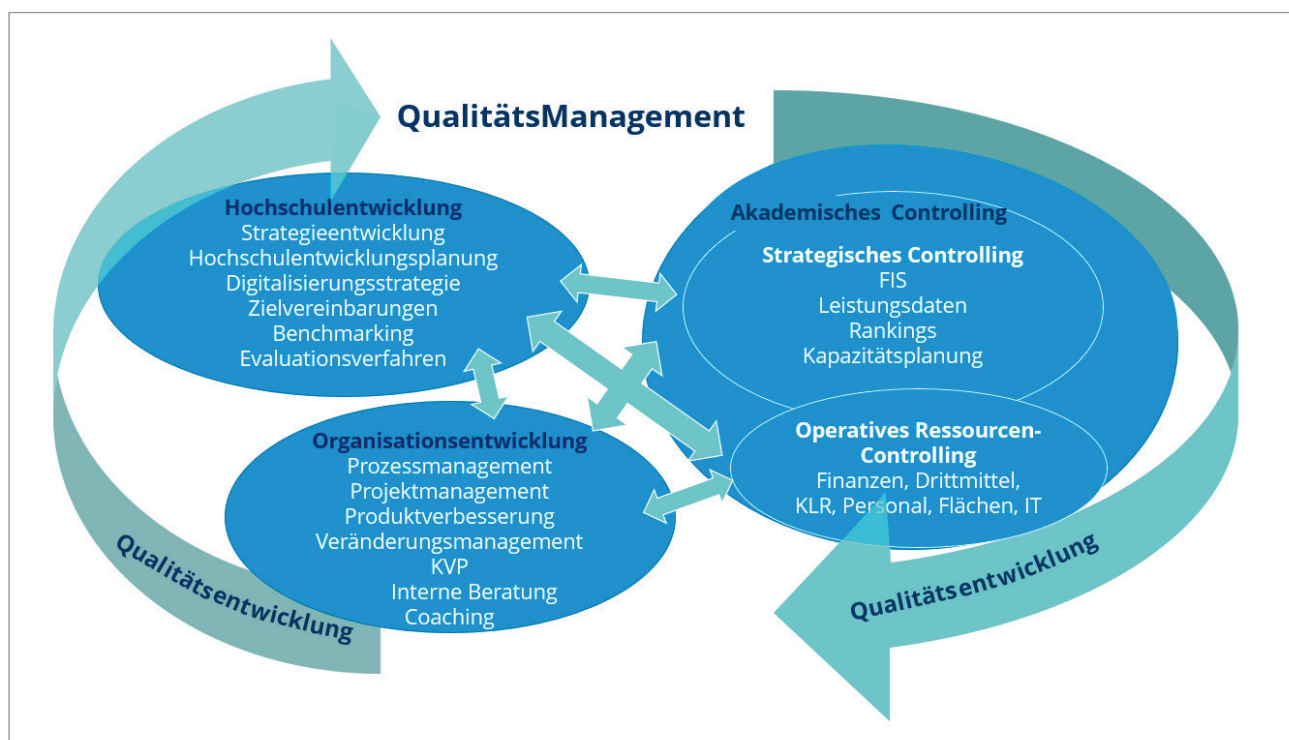 QualitätsManagement
Hochschulentwicklung
Strategieentwicklung
Hochschulentwicklungsplanung
Digitalisierungsstrategie
Zielvereinbarungen
Benchmarking
Evaluationsverfahren
Akademisches Controlling
Strategisches Controlling
FIS
Leistungsdaten
Rankings
Kapazitätsplanung
Organisationsentwicklung
Prozessmanagement
Projektmanagement
Produktverbesserung
Veränderungsmanagement
KVP
Interne Beratung
Coaching
Operatives Ressourcen-
Controlling
Finanzen, Drittmittel,
KLR, Personal, Flächen, IT
Qualitätsentwicklung
Qualitätsentwicklung